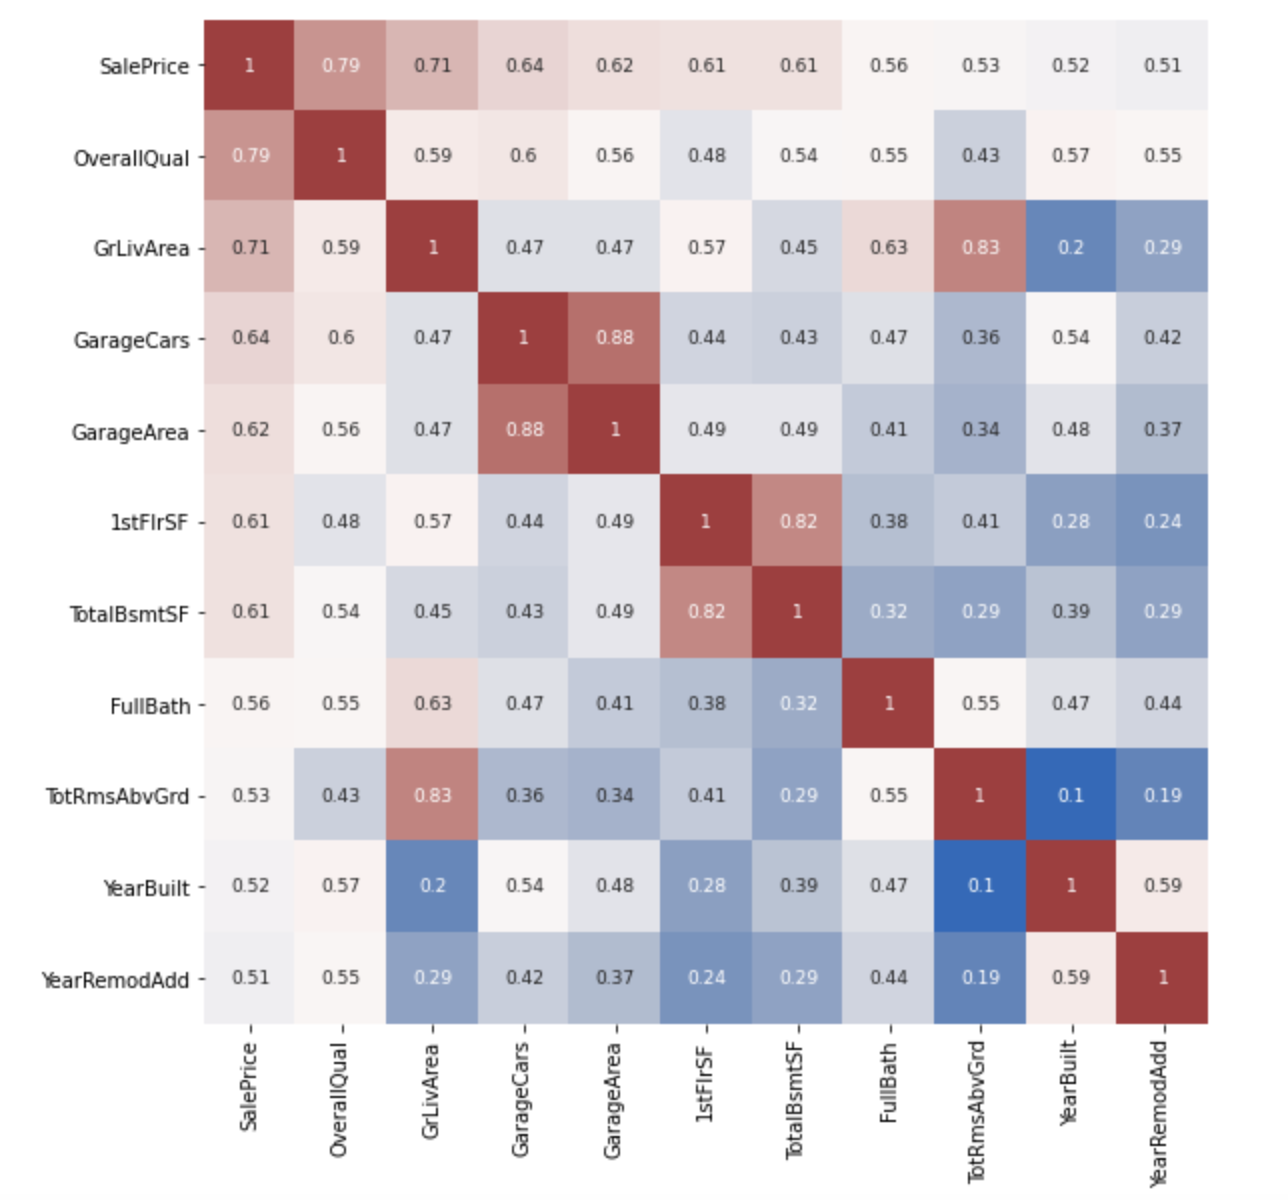 SalePrice 1 0.79 0.71 0.64 0.62 0.61 0.61 0.56 0.53 0.52 0.51
OverallQual 0.79 1 0.59 0.6 0.56 0.48 0.54 0.55 0.43 0.57 0.55
GrLivArea 0.71 0.59 1 0.47 0.47 0.57 0.45 0.63 0.83 0.2 0.29
GarageCars 0.64 0.6 0.47 1 0.88 0.44 0.43 0.47 0.36 0.54 0.42
GarageArea 0.62 0.56 0.47 0.88 1 0.49 0.49 0.41 0.34 0.48 0.37
1stFlrSF 0.61 0.48 0.57 0.44 0.49 1 0.82 0.38 0.41 0.28 0.24
TotalBsmtSF 0.61 0.54 0.45 0.43 0.49 0.82 1 0.32 0.29 0.39 0.29
FullBath 0.56 0.55 0.63 0.47 0.41 0.38 0.32 1 0.55 0.47 0.44
TotRmsAbvGrd 0.53 0.43 0.83 0.36 0.34 0.41 0.29 0.55 1 0.1 0.19
YearBuilt 0.52 0.57 0.2 0.54 0.48 0.28 0.39 0.47 0.1 1 0.59
YearRemodAdd 0.51 0.55 0.29 0.42 0.37 0.24 0.29 0.44 0.19 0.59 1
SalePrice
OverallQual
GrLivArea
GarageCars
GarageArea
1stFlrSF
TotalBsmtSF
FullBath
TotRmsAbvGrd
YearBuilt
YearRemodAdd